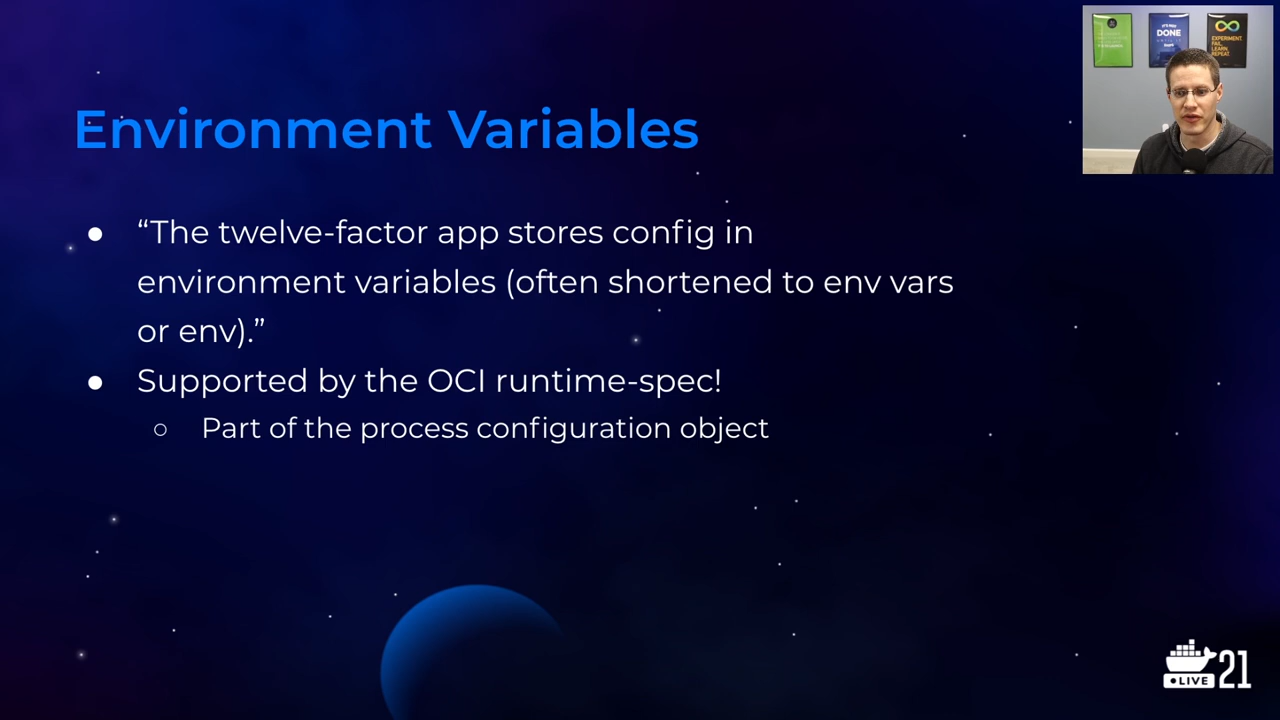 Environment Variables
● “The twelve-factor app stores config in
environment variables (often shortened to env vars
or env).”
● Supported by the OCI runtime-spec!
○ Part of the process configuration object
DONE
EXPERIMENT.
FAIL.
LEARN.
REPEAT.
LIVE 21